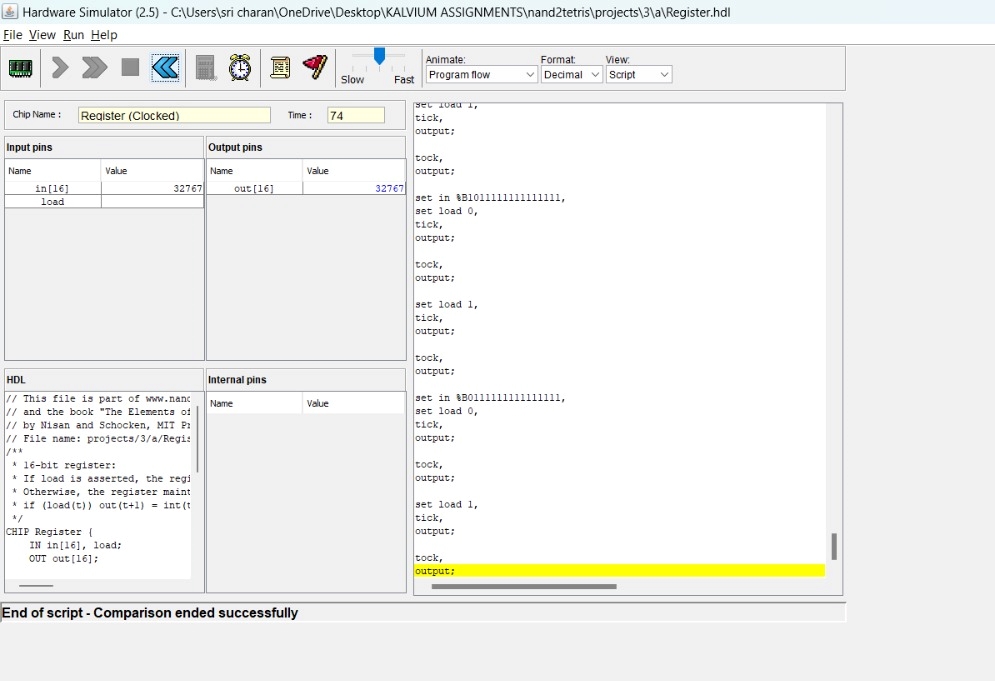 Hardware Simulator (2.5) - C:\Users\sri charan\OneDrive\Desktop\KALVIUM ASSIGNMENTS\nand2tetris\projects\3\a\Register.hdl
File View Run Help
Slow Fast
Animate:
Program flow
Format:
Decimal
View:
Script
Chip Name : Register (Clocked) Time : 74
Input pins
Name Value
in[16] 32767
load
Output pins
Name Value
out[16] 32767
HDL
// This file is part of www.nand
// and the book "The Elements of
// by Nisan and Schocken, MIT Pr
// File name: projects/3/a/Regis
/**
* 16-bit register:
* If load is asserted, the regi
* Otherwise, the register maint
* if (load(t)) out(t+1) = int(t
*/
CHIP Register {
IN in[16], load;
OUT out[16];
Internal pins
Name Value
set load 1,
tick,
output;
tock,
output;
set in %B1011111111111111,
set load 0,
tick,
output;
tock,
output;
set load 1,
tick,
output;
tock,
output;
set in %B0111111111111111,
set load 0,
tick,
output;
tock,
output;
set load 1,
tick,
output;
tock,
output;
End of script - Comparison ended successfully